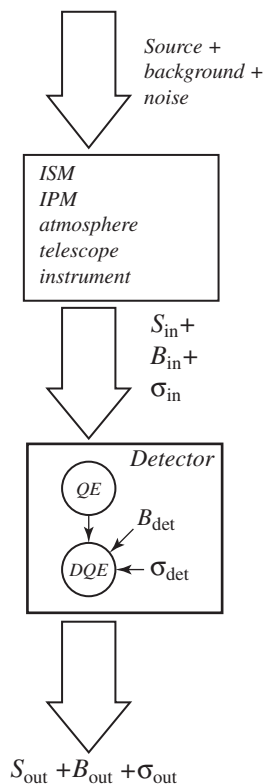 Source +
background +
noise
ISM
IPM
atmosphere
telescope
instrument
S_in +
B_in +
σ_in
Detector
QE
B_det
DQE
σ_det
S_out + B_out + σ_out